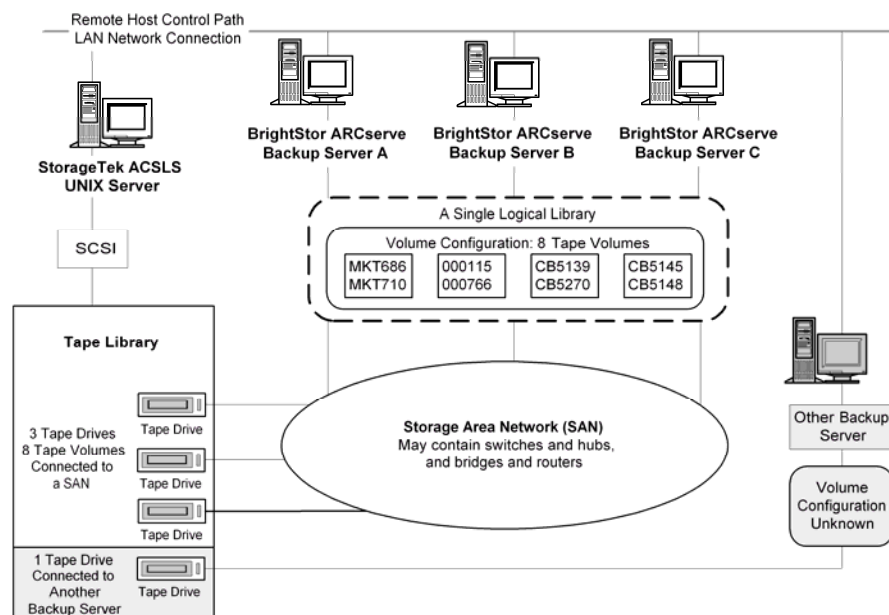 Remote Host Control Path
LAN Network Connection
StorageTek ACSLS
UNIX Server
BrightStor ARCserve
Backup Server A
BrightStor ARCserve
Backup Server B
BrightStor ARCserve
Backup Server C
SCSI
A Single Logical Library
Volume Configuration: 8 Tape Volumes
MKT686
MKT710
000115
000766
CB5139
CB5270
CB5145
CB5148
Tape Library
3 Tape Drives
8 Tape Volumes
Connected to
a SAN
Tape Drive
Tape Drive
Tape Drive
1 Tape Drive
Connected to
Another
Backup Server
Tape Drive
Storage Area Network (SAN)
May contain switches and hubs,
and bridges and routers
Other Backup
Server
Volume
Configuration
Unknown